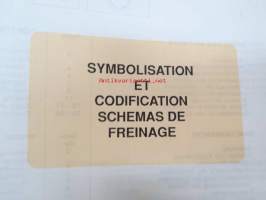 SYMBOLISATION
antikvariaatti.net
ET
CODIFICATION
SCHEMAS DE
FREINAGE